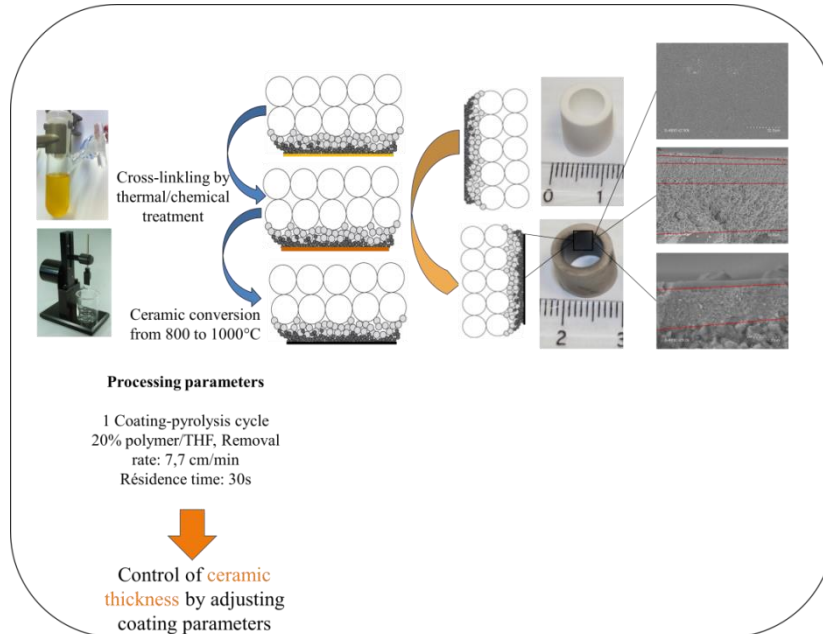 Cross-linkling by
thermal/chemical
treatment
Ceramic conversion
from 800 to 1000°C
0 1
2 3
Processing parameters
1 Coating-pyrolysis cycle
20% polymer/THF, Removal
rate: 7,7 cm/min
Résidence time: 30s
Control of ceramic
thickness by adjusting
coating parameters